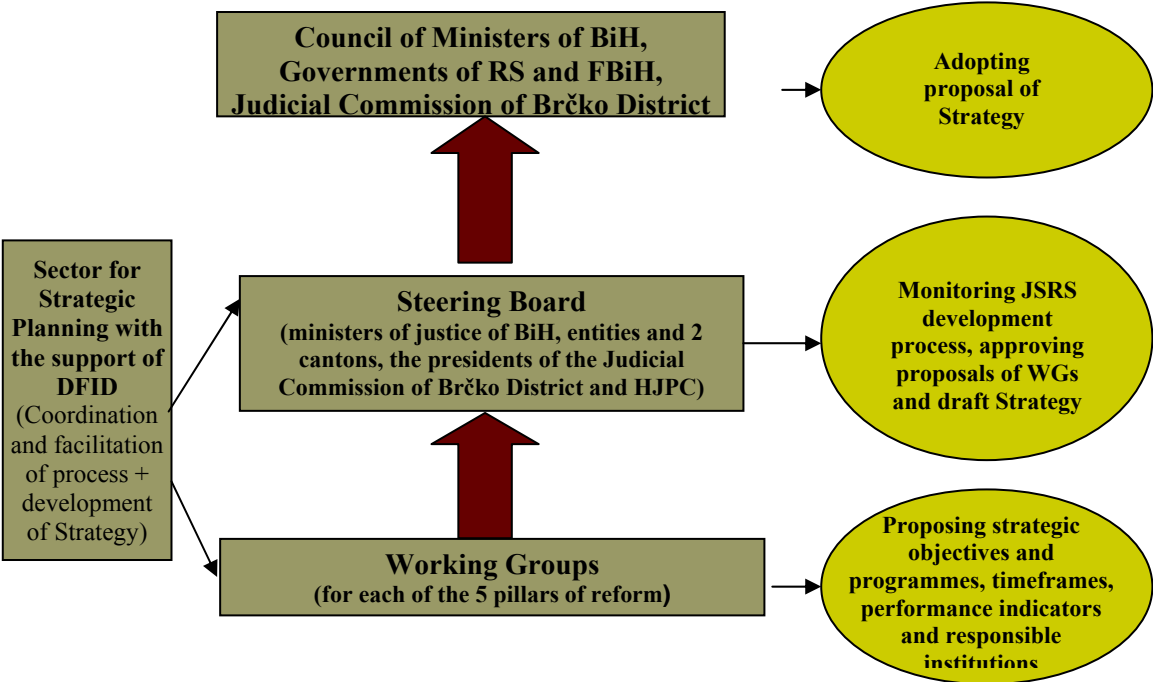 Council of Ministers of BiH,
Governments of RS and FBiH,
Judicial Commission of Brčko District
Adopting
proposal of
Strategy
Sector for
Strategic
Planning with
the support of
DFID
(Coordination
and facilitation
of process +
development
of Strategy)
Steering Board
(ministers of justice of BiH, entities and 2
cantons, the presidents of the Judicial
Commission of Brčko District and HJPC)
Monitoring JSRS
development
process, approving
proposals of WGs
and draft Strategy
Working Groups
(for each of the 5 pillars of reform)
Proposing strategic
objectives and
programmes, timeframes,
performance indicators
and responsible
institutions